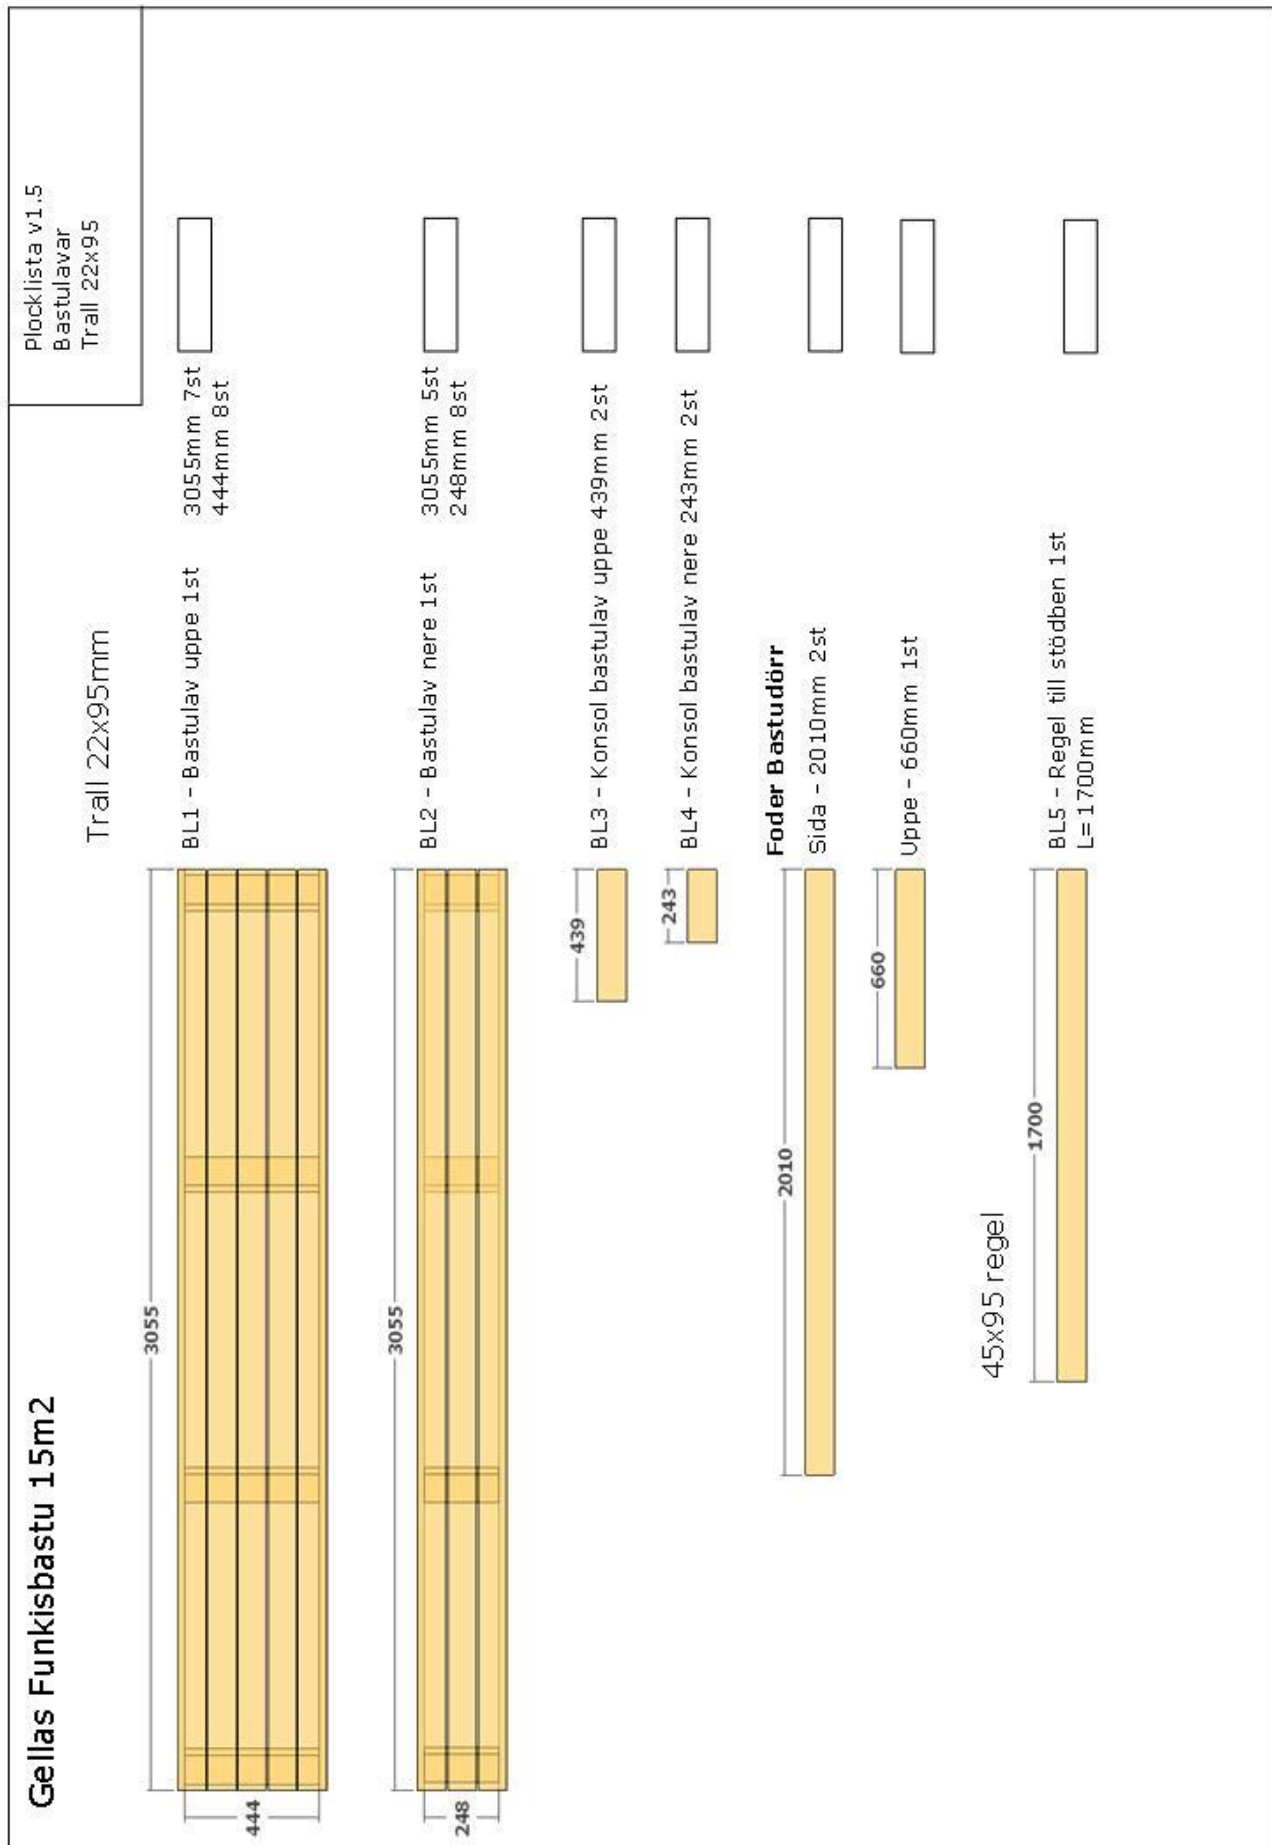 Gellas Funkisbastu 15m2
Plocklista v1.5
Bastulavar
Trall 22x95
Trall 22x95mm
3055
444
BL1 - Bastulav uppe 1st
3055mm 7st
444mm 8st
3055
248
BL2 - Bastulav nere 1st
3055mm 5st
248mm 8st
439
BL3 - Konsol bastulav uppe 439mm 2st
243
BL4 - Konsol bastulav nere 243mm 2st
Foder Bastudörr
2010
Sida - 2010mm 2st
660
Uppe - 660mm 1st
45x95 regel
1700
BL5 - Regel till stödben 1st
L=1700mm